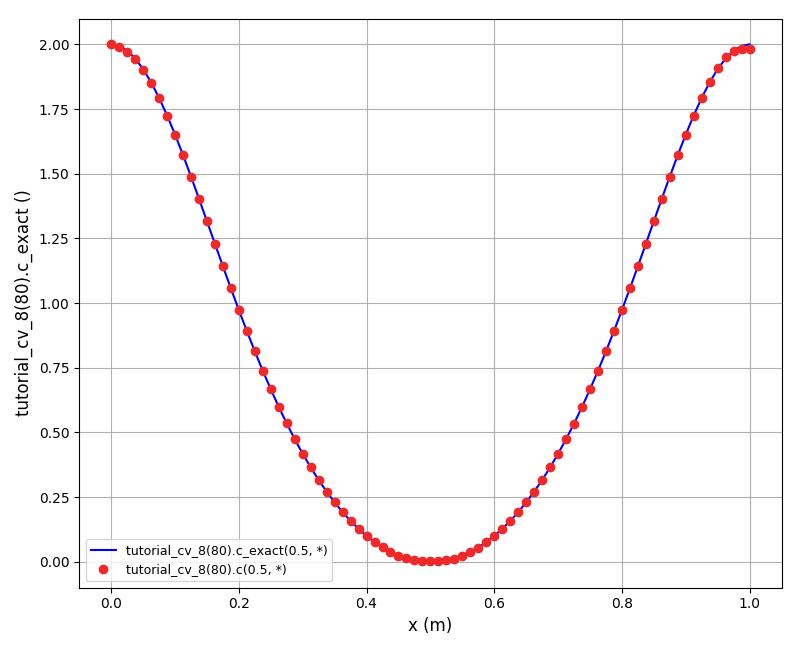 2.00
1.75
1.50
1.25
1.00
0.75
0.50
0.25
0.00
tutorial_cv_8(80).c_exact ()
tutorial_cv_8(80).c_exact(0.5, *)
tutorial_cv_8(80).c(0.5, *)
0.0 0.2 0.4 0.6 0.8 1.0
x (m)